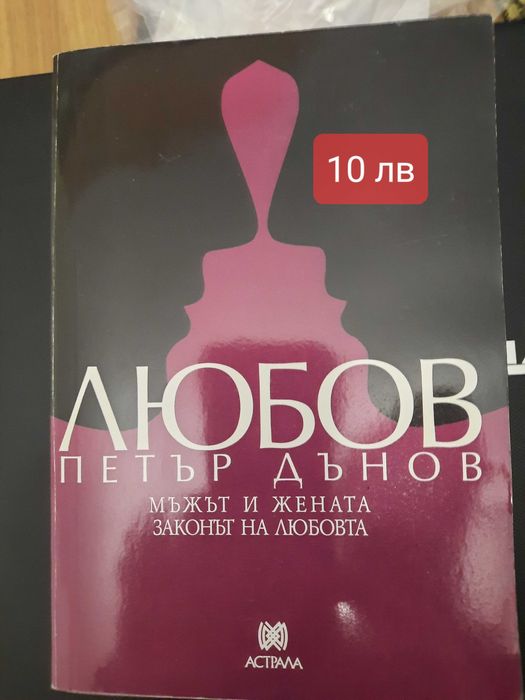 10 лв
ЛЮБОВ
ПЕТЪР ДЪНОВ
МЪЖЪТ И ЖЕНАТА
ЗАКОНЪТ НА ЛЮБОВТА
АСТРАЛА